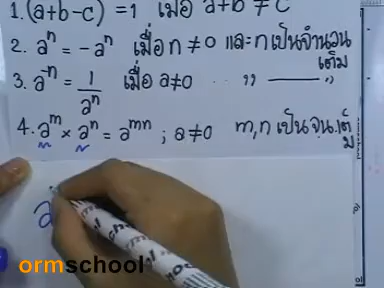 1. (a+b-c) = 1 เมื่อ a+b ≠ c
2. aⁿ = -aⁿ เมื่อ n ≠ 0 และ n เป็นจำนวนเต็ม
3. a⁻ⁿ = 1/aⁿ เมื่อ a≠0 ,, ——— ,,
4. aᵐ × aⁿ = aᵐⁿ ; a≠0 m,n เป็นจน.เต็ม
a
ormschool